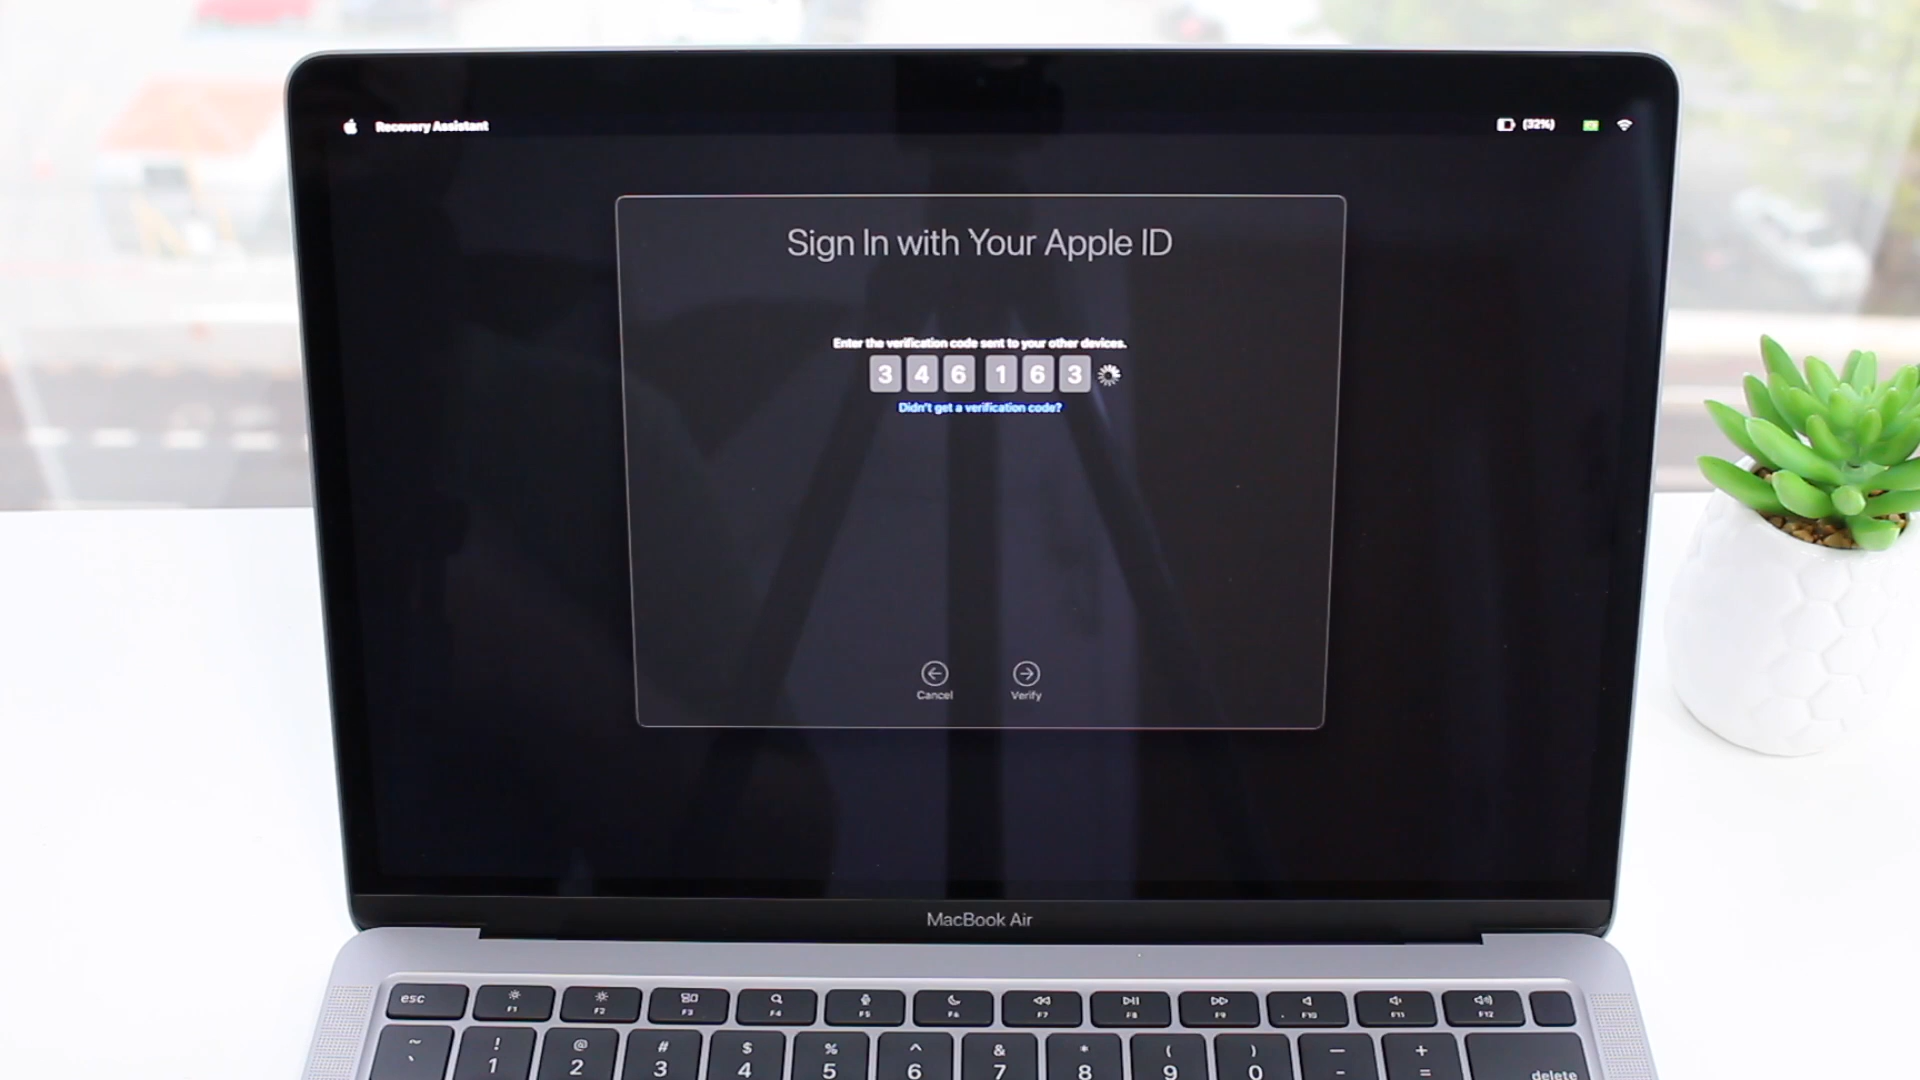 Recovery Assistant (32%)
Sign In with Your Apple ID
Enter the verification code sent to your other devices.
3 4 6 1 6 3
Didn't get a verification code?
Cancel Verify
MacBook Air
esc F1 F2 F3 F4 F5 F6 F7 F8 F9 F10 F11 F12
~ ! @ # $ % ^ & * ( ) — +
` 1 2 3 4 5 6 7 8 9 0 - = delete